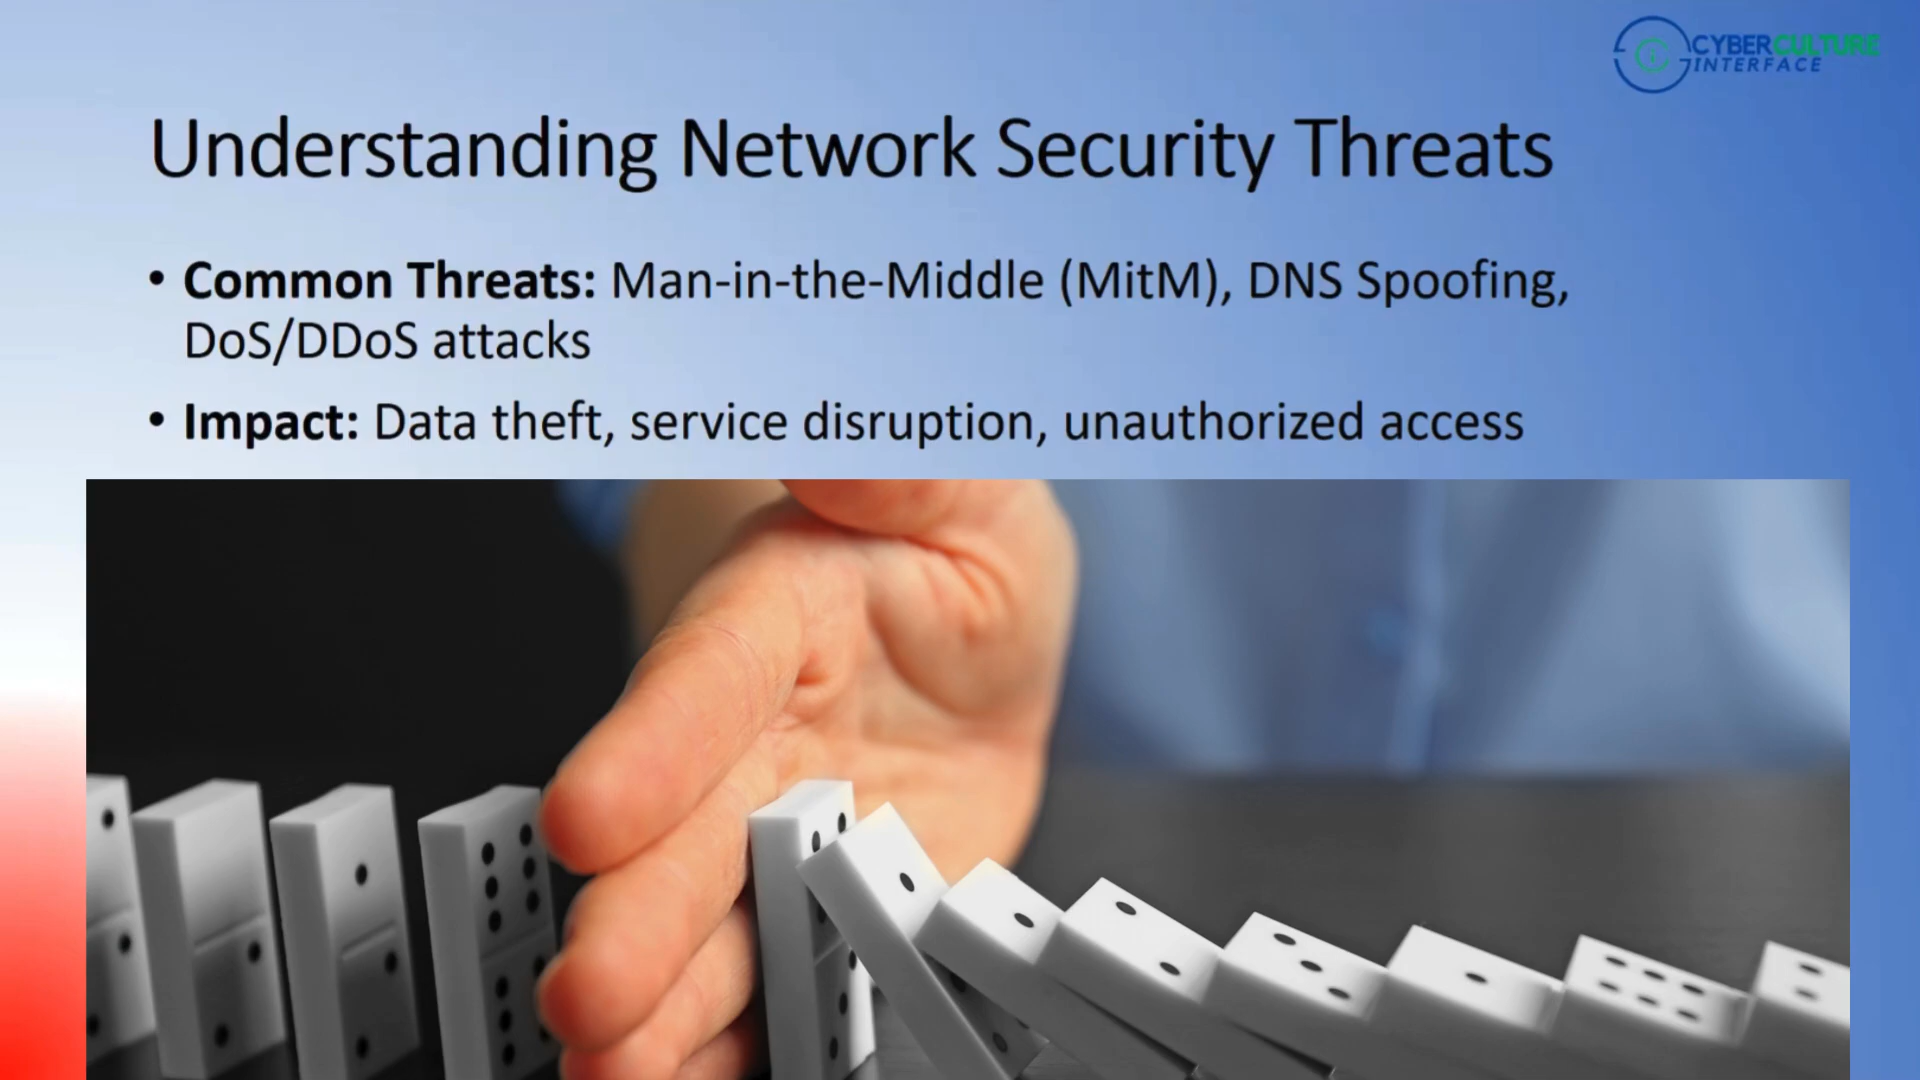 CYBERCULTURE
INTERFACE
Understanding Network Security Threats
• Common Threats: Man-in-the-Middle (MitM), DNS Spoofing,
DoS/DDoS attacks
• Impact: Data theft, service disruption, unauthorized access